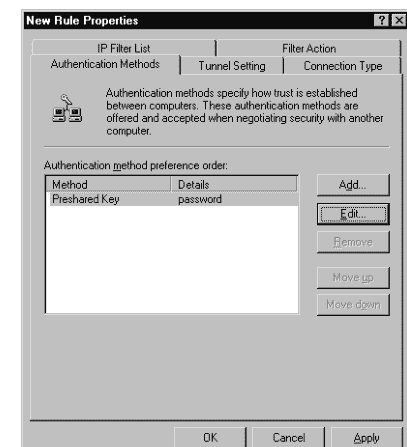 New Rule Properties
IP Filter List Filter Action
Authentication Methods Tunnel Setting Connection Type
Authentication methods specify how trust is established
between computers. These authentication methods are
offered and accepted when negotiating security with another
computer.
Authentication method preference order:
Method Details
Preshared Key password
Add...
Edit...
Remove
Move up
Move down
OK Cancel Apply